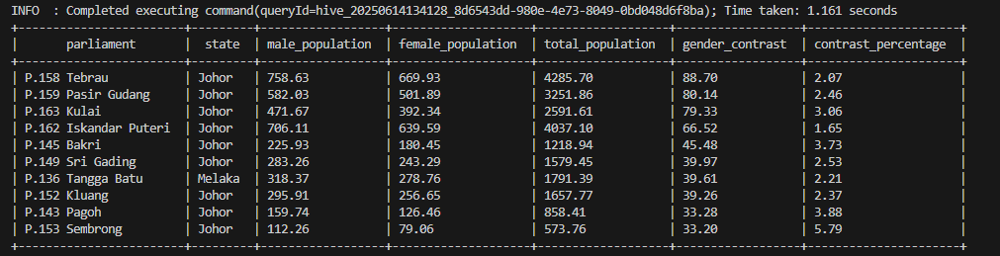 INFO  : Completed executing command(queryId=hive_20250614134128_8d6543dd-980e-4e73-8049-0bd048d6f8ba); Time taken: 1.161 seconds
+----------------------+---------+------------------+--------------------+-------------------+------------------+----------------------+
|      parliament      |  state  | male_population  | female_population  | total_population  | gender_contrast  | contrast_percentage  |
+----------------------+---------+------------------+--------------------+-------------------+------------------+----------------------+
| P.158 Tebrau         | Johor   | 758.63           | 669.93             | 4285.70           | 88.70            | 2.07                 |
| P.159 Pasir Gudang   | Johor   | 582.03           | 501.89             | 3251.86           | 80.14            | 2.46                 |
| P.163 Kulai          | Johor   | 471.67           | 392.34             | 2591.61           | 79.33            | 3.06                 |
| P.162 Iskandar Puteri  | Johor   | 706.11           | 639.59             | 4037.10           | 66.52            | 1.65                 |
| P.145 Bakri          | Johor   | 225.93           | 180.45             | 1218.94           | 45.48            | 3.73                 |
| P.149 Sri Gading     | Johor   | 283.26           | 243.29             | 1579.45           | 39.97            | 2.53                 |
| P.136 Tangga Batu    | Melaka  | 318.37           | 278.76             | 1791.39           | 39.61            | 2.21                 |
| P.152 Kluang         | Johor   | 295.91           | 256.65             | 1657.77           | 39.26            | 2.37                 |
| P.143 Pagoh          | Johor   | 159.74           | 126.46             | 858.41            | 33.28            | 3.88                 |
| P.153 Sembrong       | Johor   | 112.26           | 79.06              | 573.76            | 33.20            | 5.79                 |
+----------------------+---------+------------------+--------------------+-------------------+------------------+----------------------+